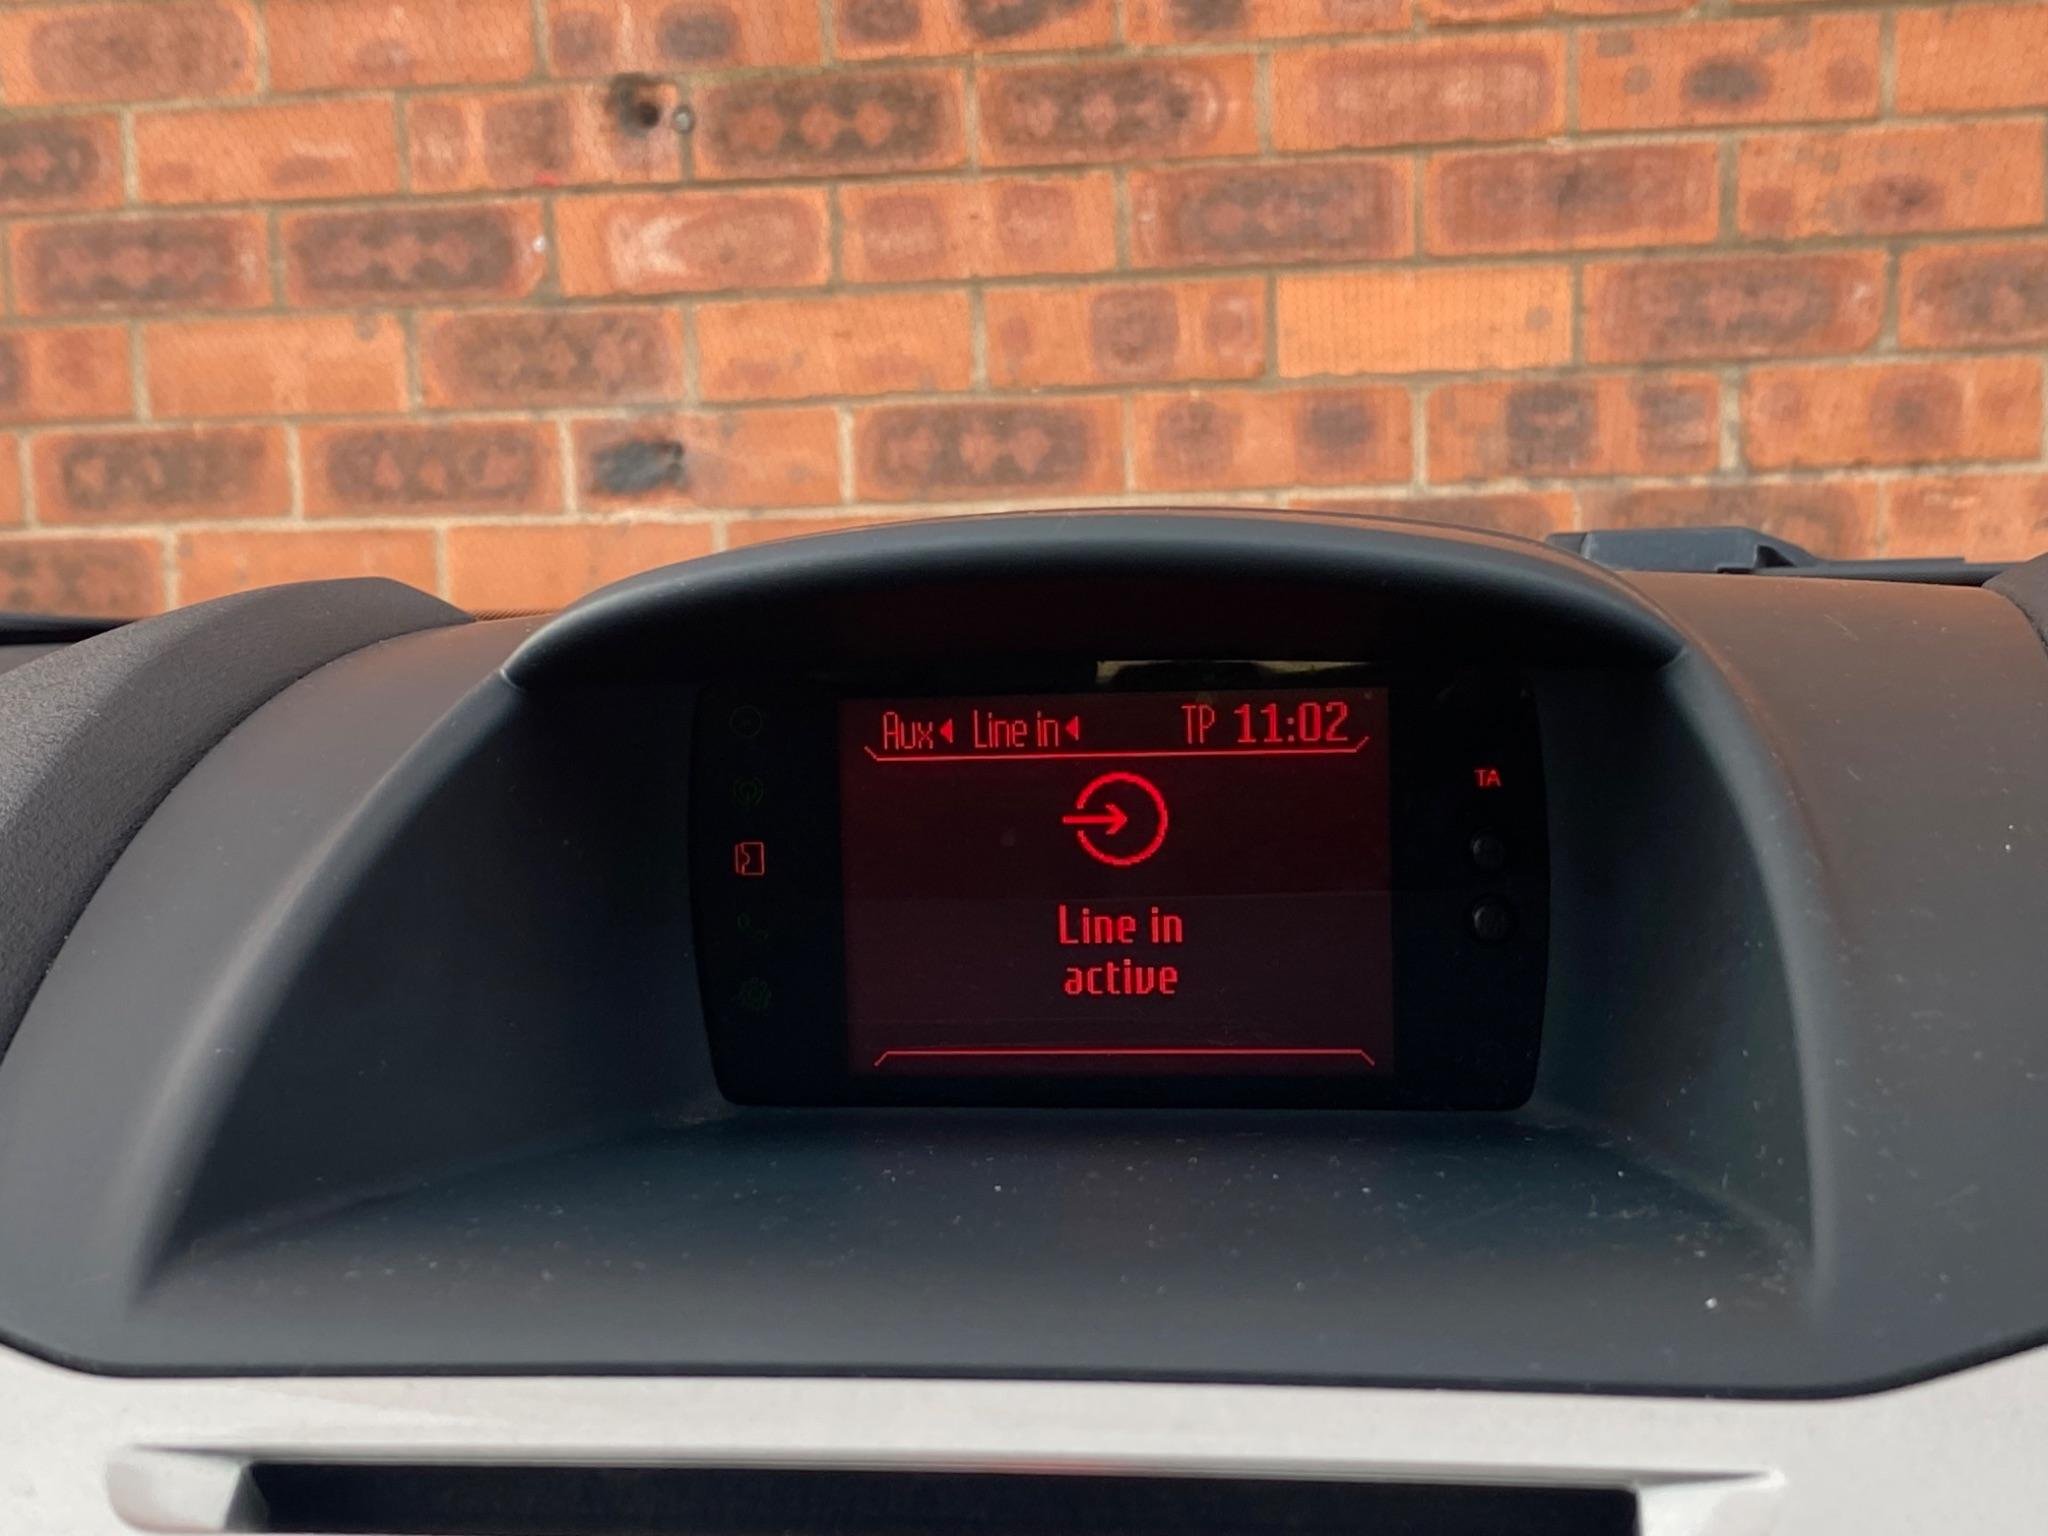 Aux Line in TP 11:02
TA
Line in
active